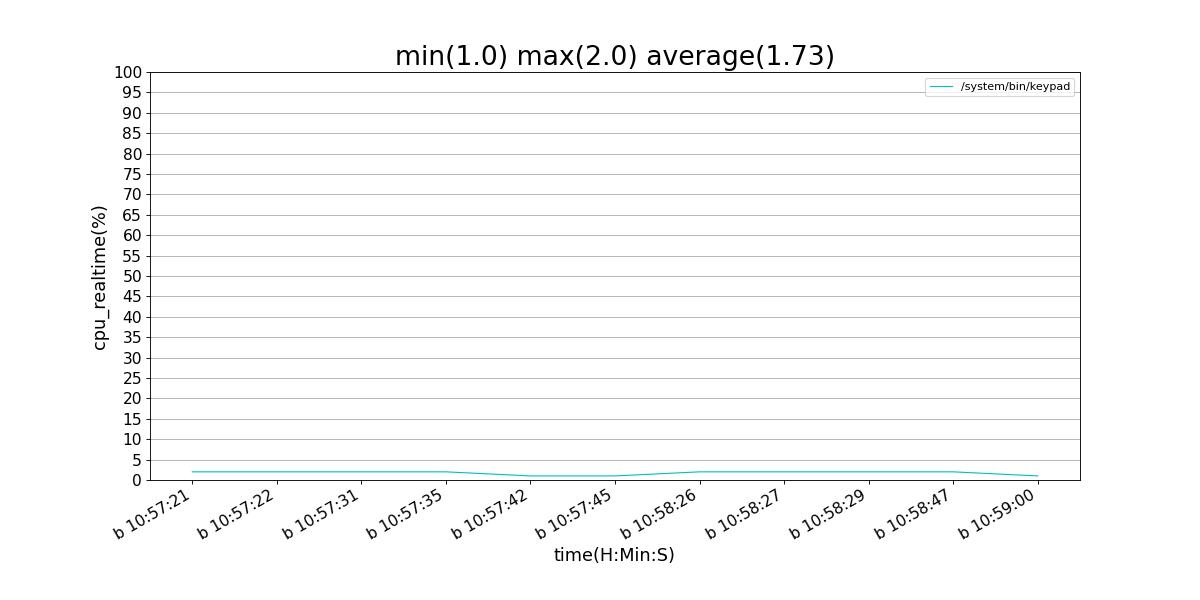 min(1.0) max(2.0) average(1.73)
/system/bin/keypad
100
95
90
85
80
75
70
65
60
55
50
45
40
35
30
25
20
15
10
5
0
cpu_realtime(%)
b 10:57:21
b 10:57:22
b 10:57:31
b 10:57:35
b 10:57:42
b 10:57:45
b 10:58:26
b 10:58:27
b 10:58:29
b 10:58:47
b 10:59:00
time(H:Min:S)